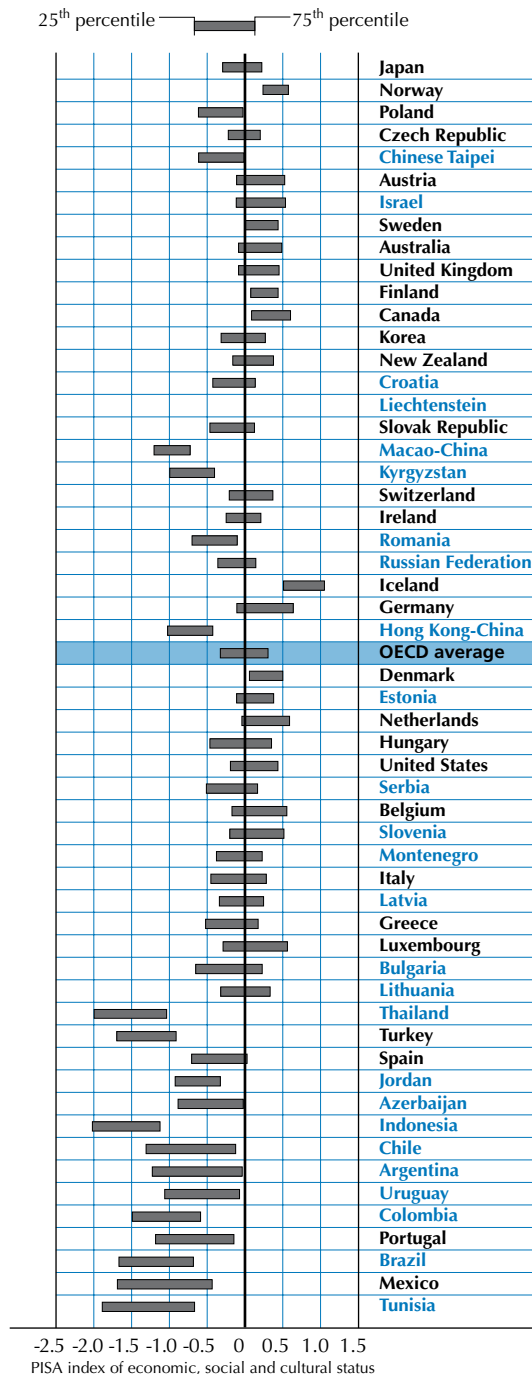 25th percentile 75th percentile
Japan
Norway
Poland
Czech Republic
Chinese Taipei
Austria
Israel
Sweden
Australia
United Kingdom
Finland
Canada
Korea
New Zealand
Croatia
Liechtenstein
Slovak Republic
Macao-China
Kyrgyzstan
Switzerland
Ireland
Romania
Russian Federation
Iceland
Germany
Hong Kong-China
OECD average
Denmark
Estonia
Netherlands
Hungary
United States
Serbia
Belgium
Slovenia
Montenegro
Italy
Latvia
Greece
Luxembourg
Bulgaria
Lithuania
Thailand
Turkey
Spain
Jordan
Azerbaijan
Indonesia
Chile
Argentina
Uruguay
Colombia
Portugal
Brazil
Mexico
Tunisia
-2.5 -2.0 -1.5 -1.0 -0.5 0 0.5 1.0 1.5
PISA index of economic, social and cultural status